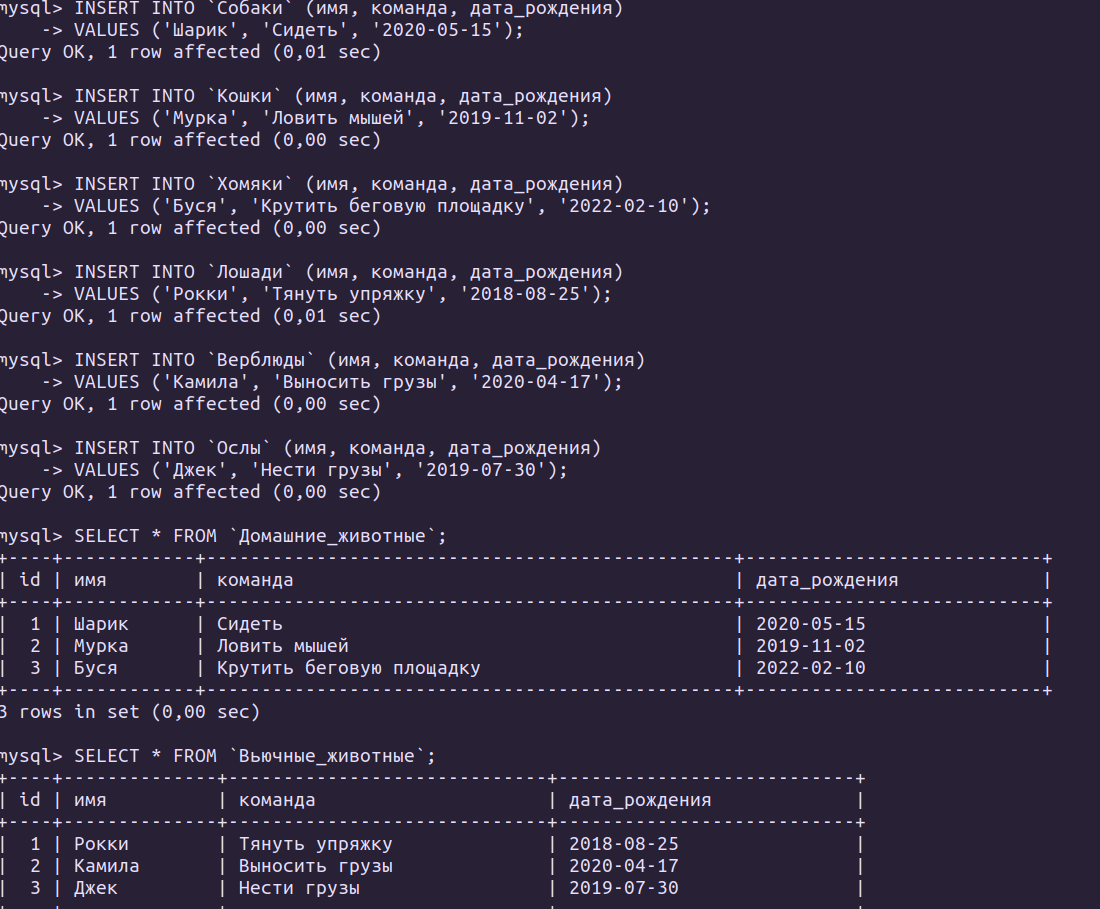 mysql> INSERT INTO `Собаки` (имя, команда, дата_рождения)
    -> VALUES ('Шарик', 'Сидеть', '2020-05-15');
Query OK, 1 row affected (0,01 sec)

mysql> INSERT INTO `Кошки` (имя, команда, дата_рождения)
    -> VALUES ('Мурка', 'Ловить мышей', '2019-11-02');
Query OK, 1 row affected (0,00 sec)

mysql> INSERT INTO `Хомяки` (имя, команда, дата_рождения)
    -> VALUES ('Буся', 'Крутить беговую площадку', '2022-02-10');
Query OK, 1 row affected (0,00 sec)

mysql> INSERT INTO `Лошади` (имя, команда, дата_рождения)
    -> VALUES ('Рокки', 'Тянуть упряжку', '2018-08-25');
Query OK, 1 row affected (0,01 sec)

mysql> INSERT INTO `Верблюды` (имя, команда, дата_рождения)
    -> VALUES ('Камила', 'Выносить грузы', '2020-04-17');
Query OK, 1 row affected (0,00 sec)

mysql> INSERT INTO `Ослы` (имя, команда, дата_рождения)
    -> VALUES ('Джек', 'Нести грузы', '2019-07-30');
Query OK, 1 row affected (0,00 sec)

mysql> SELECT * FROM `Домашние_животные`;
| id | имя | команда | дата_рождения |
| 1 | Шарик | Сидеть | 2020-05-15 |
| 2 | Мурка | Ловить мышей | 2019-11-02 |
| 3 | Буся | Крутить беговую площадку | 2022-02-10 |
3 rows in set (0,00 sec)

mysql> SELECT * FROM `Вьючные_животные`;
| id | имя | команда | дата_рождения |
| 1 | Рокки | Тянуть упряжку | 2018-08-25 |
| 2 | Камила | Выносить грузы | 2020-04-17 |
| 3 | Джек | Нести грузы | 2019-07-30 |